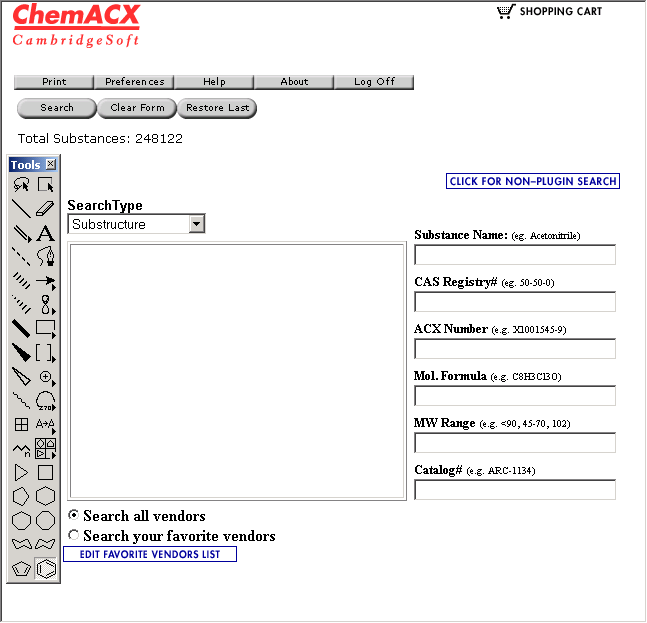 ChemACX
CambridgeSoft
SHOPPING CART
Print Preferences Help About Log Off
Search Clear Form Restore Last
Total Substances: 248122
Tools
CLICK FOR NON-PLUGIN SEARCH
SearchType
Substructure
Substance Name: (eg. Acetonitrile)
CAS Registry# (eg. 50-50-0)
ACX Number (e.g. X1001545-9)
Mol. Formula (e.g. C8H3Cl3O)
MW Range (e.g. <90, 45-70, 102)
Catalog# (e.g. ARC-1134)
Search all vendors
Search your favorite vendors
EDIT FAVORITE VENDORS LIST